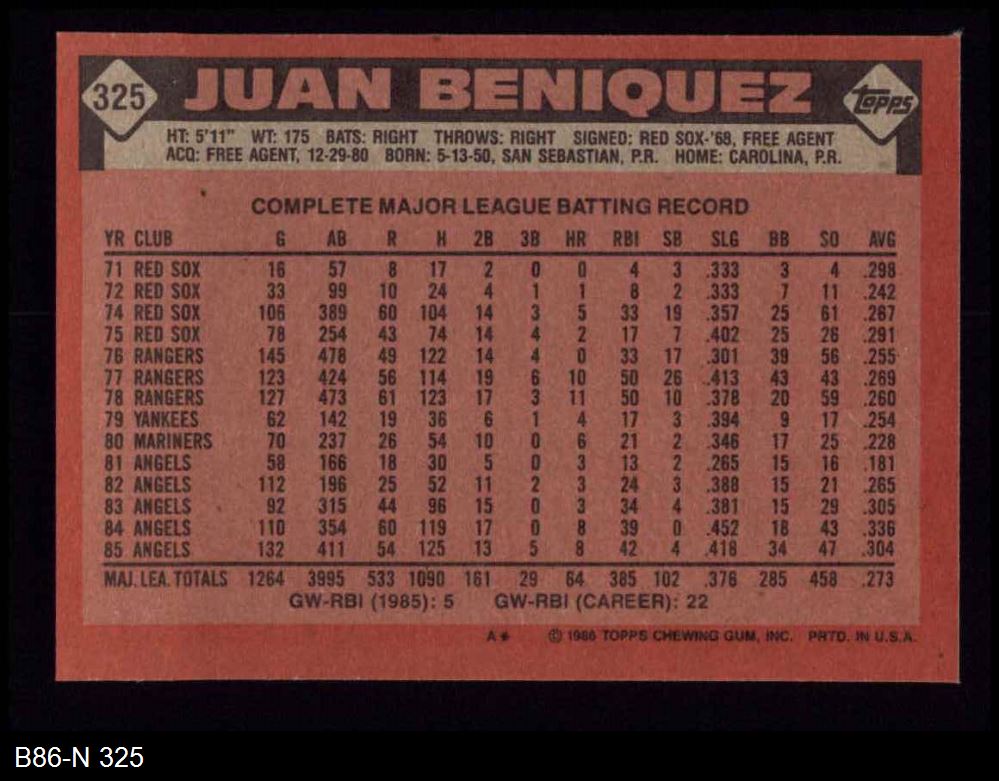 325 JUAN BENIQUEZ Topps
HT: 5'11" WT: 175 BATS: RIGHT THROWS: RIGHT SIGNED: RED SOX-'68, FREE AGENT
ACQ: FREE AGENT, 12-29-80 BORN: 5-13-50, SAN SEBASTIAN, P.R. HOME: CAROLINA, P.R.
COMPLETE MAJOR LEAGUE BATTING RECORD
YR CLUB G AB R H 2B 3B HR RBI SB SLG BB SO AVG
71 RED SOX 16 57 8 17 2 0 0 4 3 .333 3 4 .298
72 RED SOX 33 99 10 24 4 1 1 8 2 .333 7 11 .242
74 RED SOX 106 389 60 104 14 3 5 33 19 .357 25 61 .267
75 RED SOX 78 254 43 74 14 4 2 17 7 .402 25 26 .291
76 RANGERS 145 478 49 122 14 4 0 33 17 .301 39 56 .255
77 RANGERS 123 424 56 114 19 6 10 50 26 .413 43 43 .269
78 RANGERS 127 473 61 123 17 3 11 50 10 .378 20 59 .260
79 YANKEES 62 142 19 36 6 1 4 17 3 .394 9 17 .254
80 MARINERS 70 237 26 54 10 0 6 21 2 .346 17 25 .228
81 ANGELS 58 166 18 30 5 0 3 13 2 .265 15 16 .181
82 ANGELS 112 196 25 52 11 2 3 24 3 .388 15 21 .265
83 ANGELS 92 315 44 96 15 0 3 34 4 .381 15 29 .305
84 ANGELS 110 354 60 119 17 0 8 39 0 .452 18 43 .336
85 ANGELS 132 411 54 125 13 5 8 42 4 .418 34 47 .304
MAJ. LEA. TOTALS 1264 3995 533 1090 161 29 64 385 102 .376 285 458 .273
GW-RBI (1985): 5 GW-RBI (CAREER): 22
A* © 1986 TOPPS CHEWING GUM, INC. PRTD. IN U.S.A.
B86-N 325